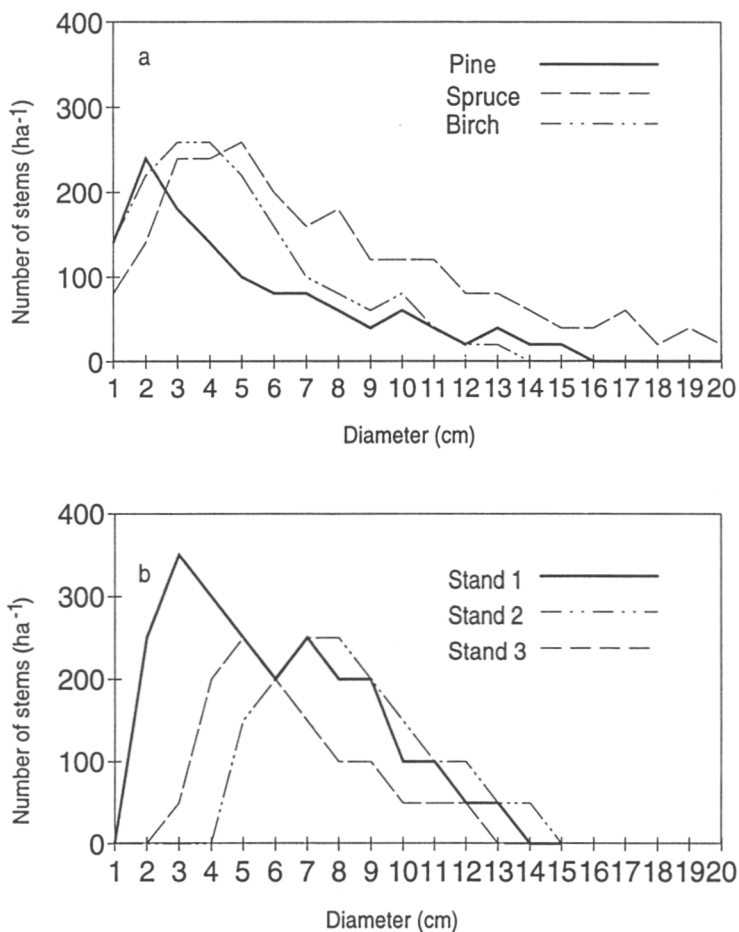 400
a
Pine
Spruce
Birch
300
200
100
0
Number of stems (ha-1)
1 2 3 4 5 6 7 8 9 10 11 12 13 14 15 16 17 18 19 20
Diameter (cm)
400
b
Stand 1
Stand 2
Stand 3
300
200
100
0
Number of stems (ha -1)
1 2 3 4 5 6 7 8 9 10 11 12 13 14 15 16 17 18 19 20
Diameter (cm)